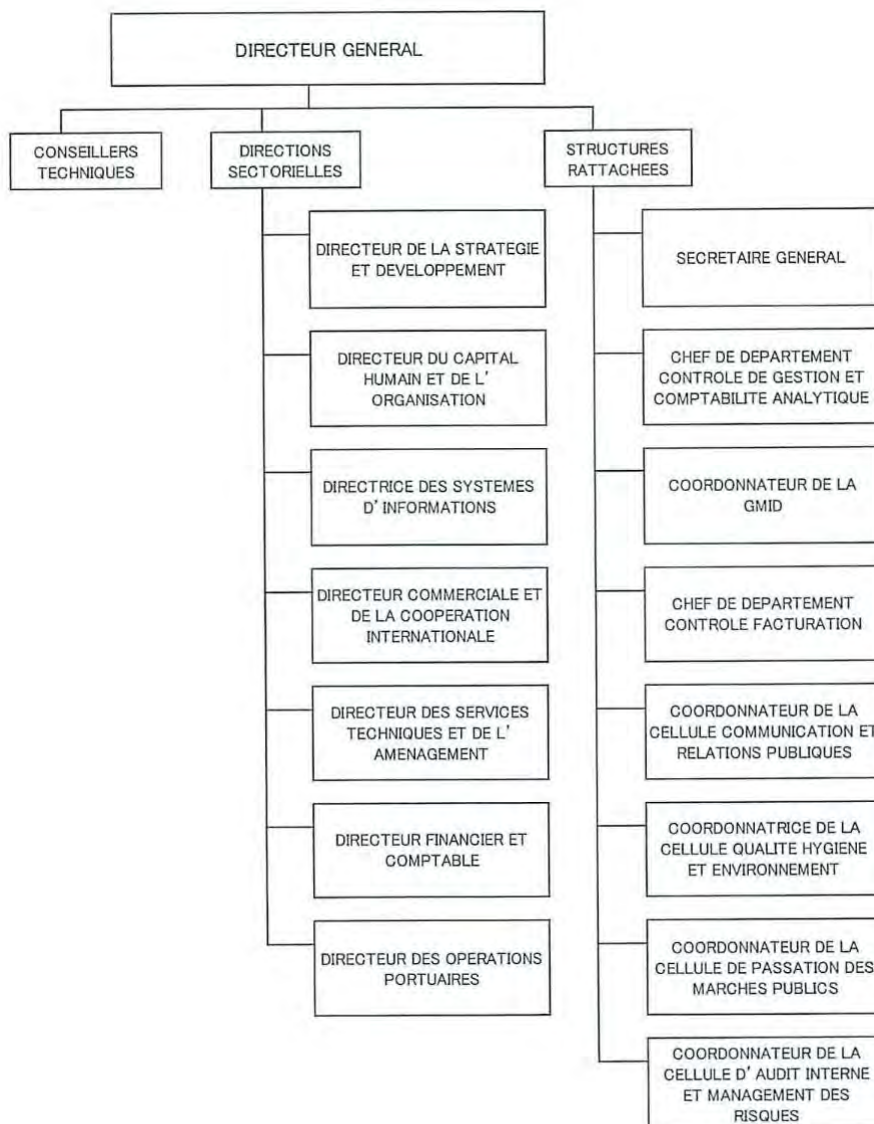 DIRECTEUR GENERAL
CONSEILLERS
TECHNIQUES
DIRECTIONS
SECTORIELLES
STRUCTURES
RATTACHEES
DIRECTEUR DE LA STRATEGIE
ET DEVELOPPEMENT
DIRECTEUR DU CAPITAL
HUMAIN ET DE L'
ORGANISATION
DIRECTRICE DES SYSTEMES
D' INFORMATIONS
DIRECTEUR COMMERCIALE ET
DE LA COOPERATION
INTERNATIONALE
DIRECTEUR DES SERVICES
TECHNIQUES ET DE L'
AMENAGEMENT
DIRECTEUR FINANCIER ET
COMPTABLE
DIRECTEUR DES OPERATIONS
PORTUAIRES
SECRETAIRE GENERAL
CHEF DE DEPARTEMENT
CONTROLE DE GESTION ET
COMPTABILITE ANALYTIQUE
COORDONNATEUR DE LA
GMID
CHEF DE DEPARTEMENT
CONTROLE FACTURATION
COORDONNATEUR DE LA
CELLULE COMMUNICATION ET
RELATIONS PUBLIQUES
COORDONNATRICE DE LA
CELLULE QUALITE HYGIENE
ET ENVIRONNEMENT
COORDONNATEUR DE LA
CELLULE DE PASSATION DES
MARCHES PUBLICS
COORDONNATEUR DE LA
CELLULE D' AUDIT INTERNE
ET MANAGEMENT DES
RISQUES